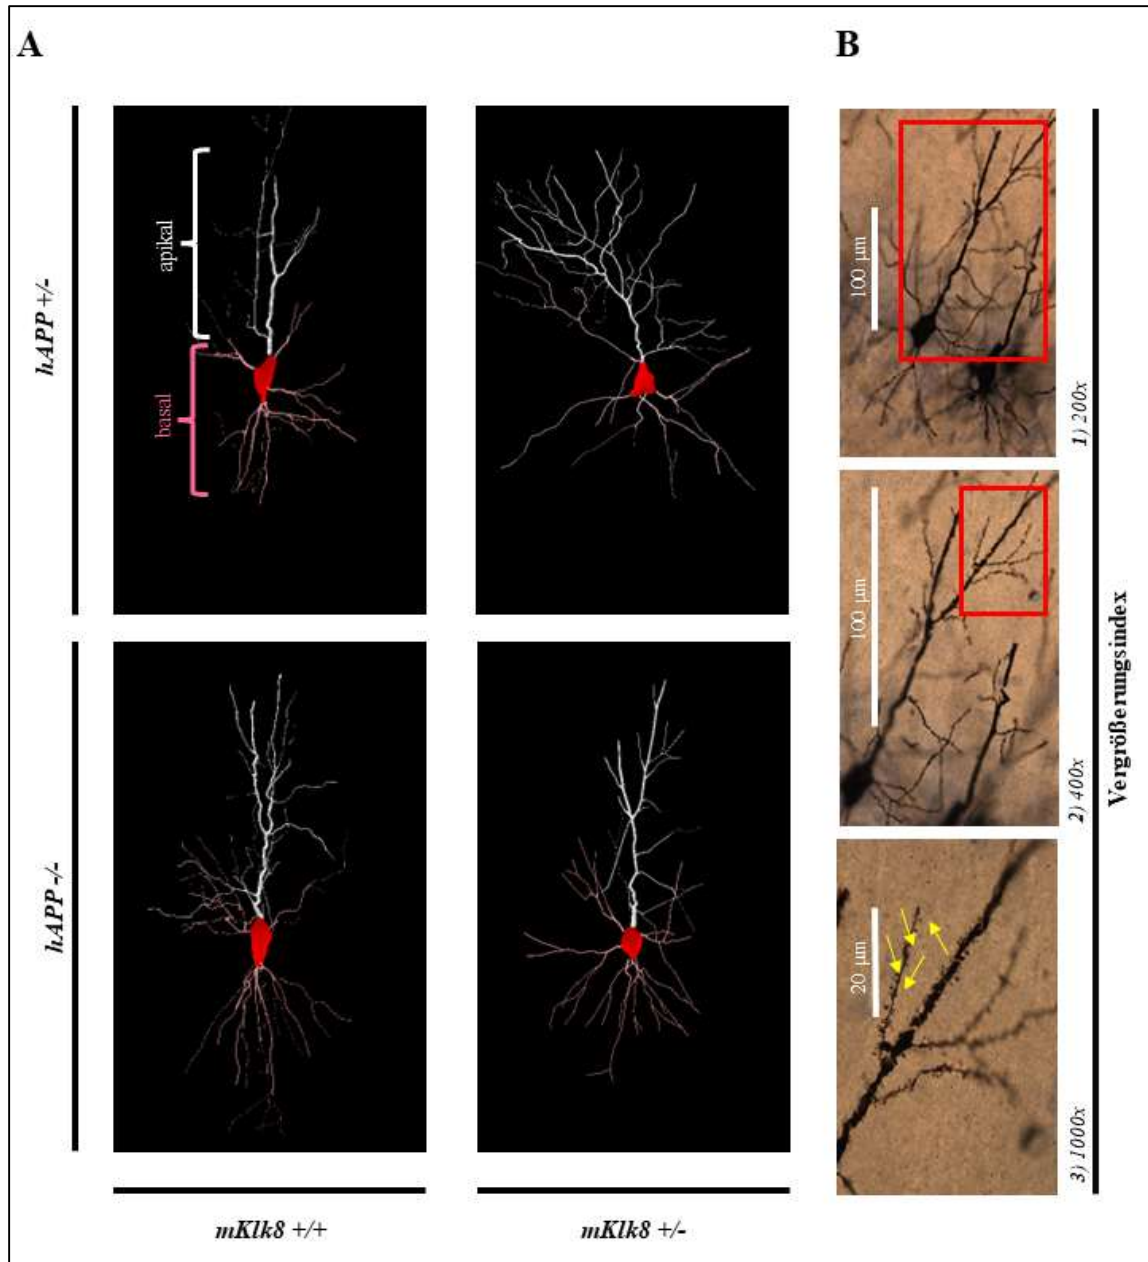 A
B
hAPP +/-
apikal
basal
100 µm
1) 200x
100 µm
2) 400x
Vergrößerungsindex
hAPP -/-
20 µm
3) 1000x
mKlk8 +/+
mKlk8 +/-